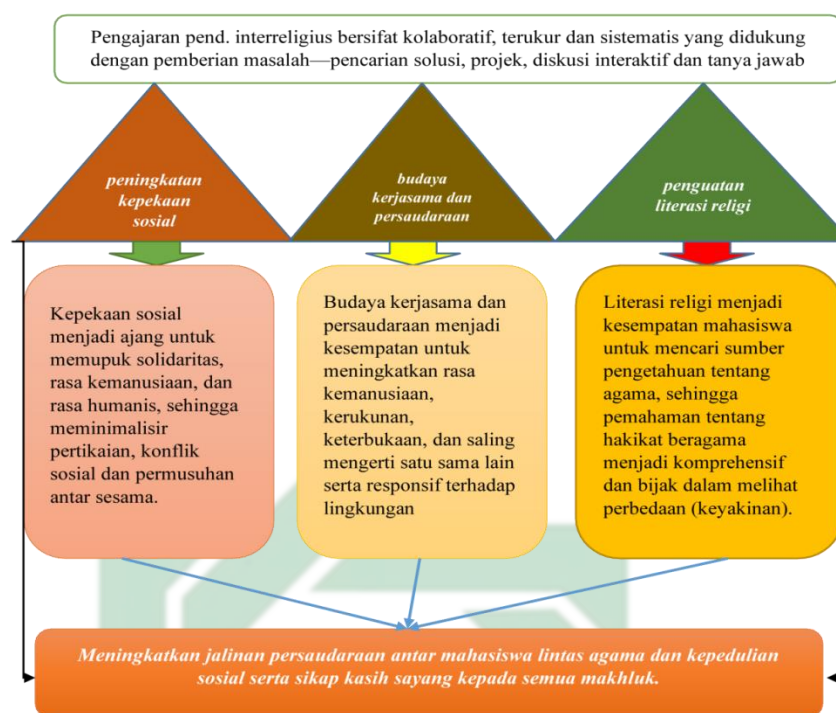 Pengajaran pend. interreligius bersifat kolaboratif, terukur dan sistematis yang didukung
dengan pemberian masalah—pencarian solusi, projek, diskusi interaktif dan tanya jawab
peningkatan
kepekaan
sosial
budaya
kerjasama dan
persaudaraan
penguatan
literasi religi
Kepekaan sosial
menjadi ajang untuk
memupuk solidaritas,
rasa kemanusiaan, dan
rasa humanis, sehingga
meminimalisir
pertikaian, konflik
sosial dan permusuhan
antar sesama.
Budaya kerjasama dan
persaudaraan menjadi
kesempatan untuk
meningkatkan rasa
kemanusiaan,
kerukunan,
keterbukaan, dan saling
mengerti satu sama lain
serta responsif terhadap
lingkungan
Literasi religi menjadi
kesempatan mahasiswa
untuk mencari sumber
pengetahuan tentang
agama, sehingga
pemahaman tentang
hakikat beragama
menjadi komprehensif
dan bijak dalam melihat
perbedaan (keyakinan).
Meningkatkan jalinan persaudaraan antar mahasiswa lintas agama dan kepedulian
sosial serta sikap kasih sayang kepada semua makhluk.